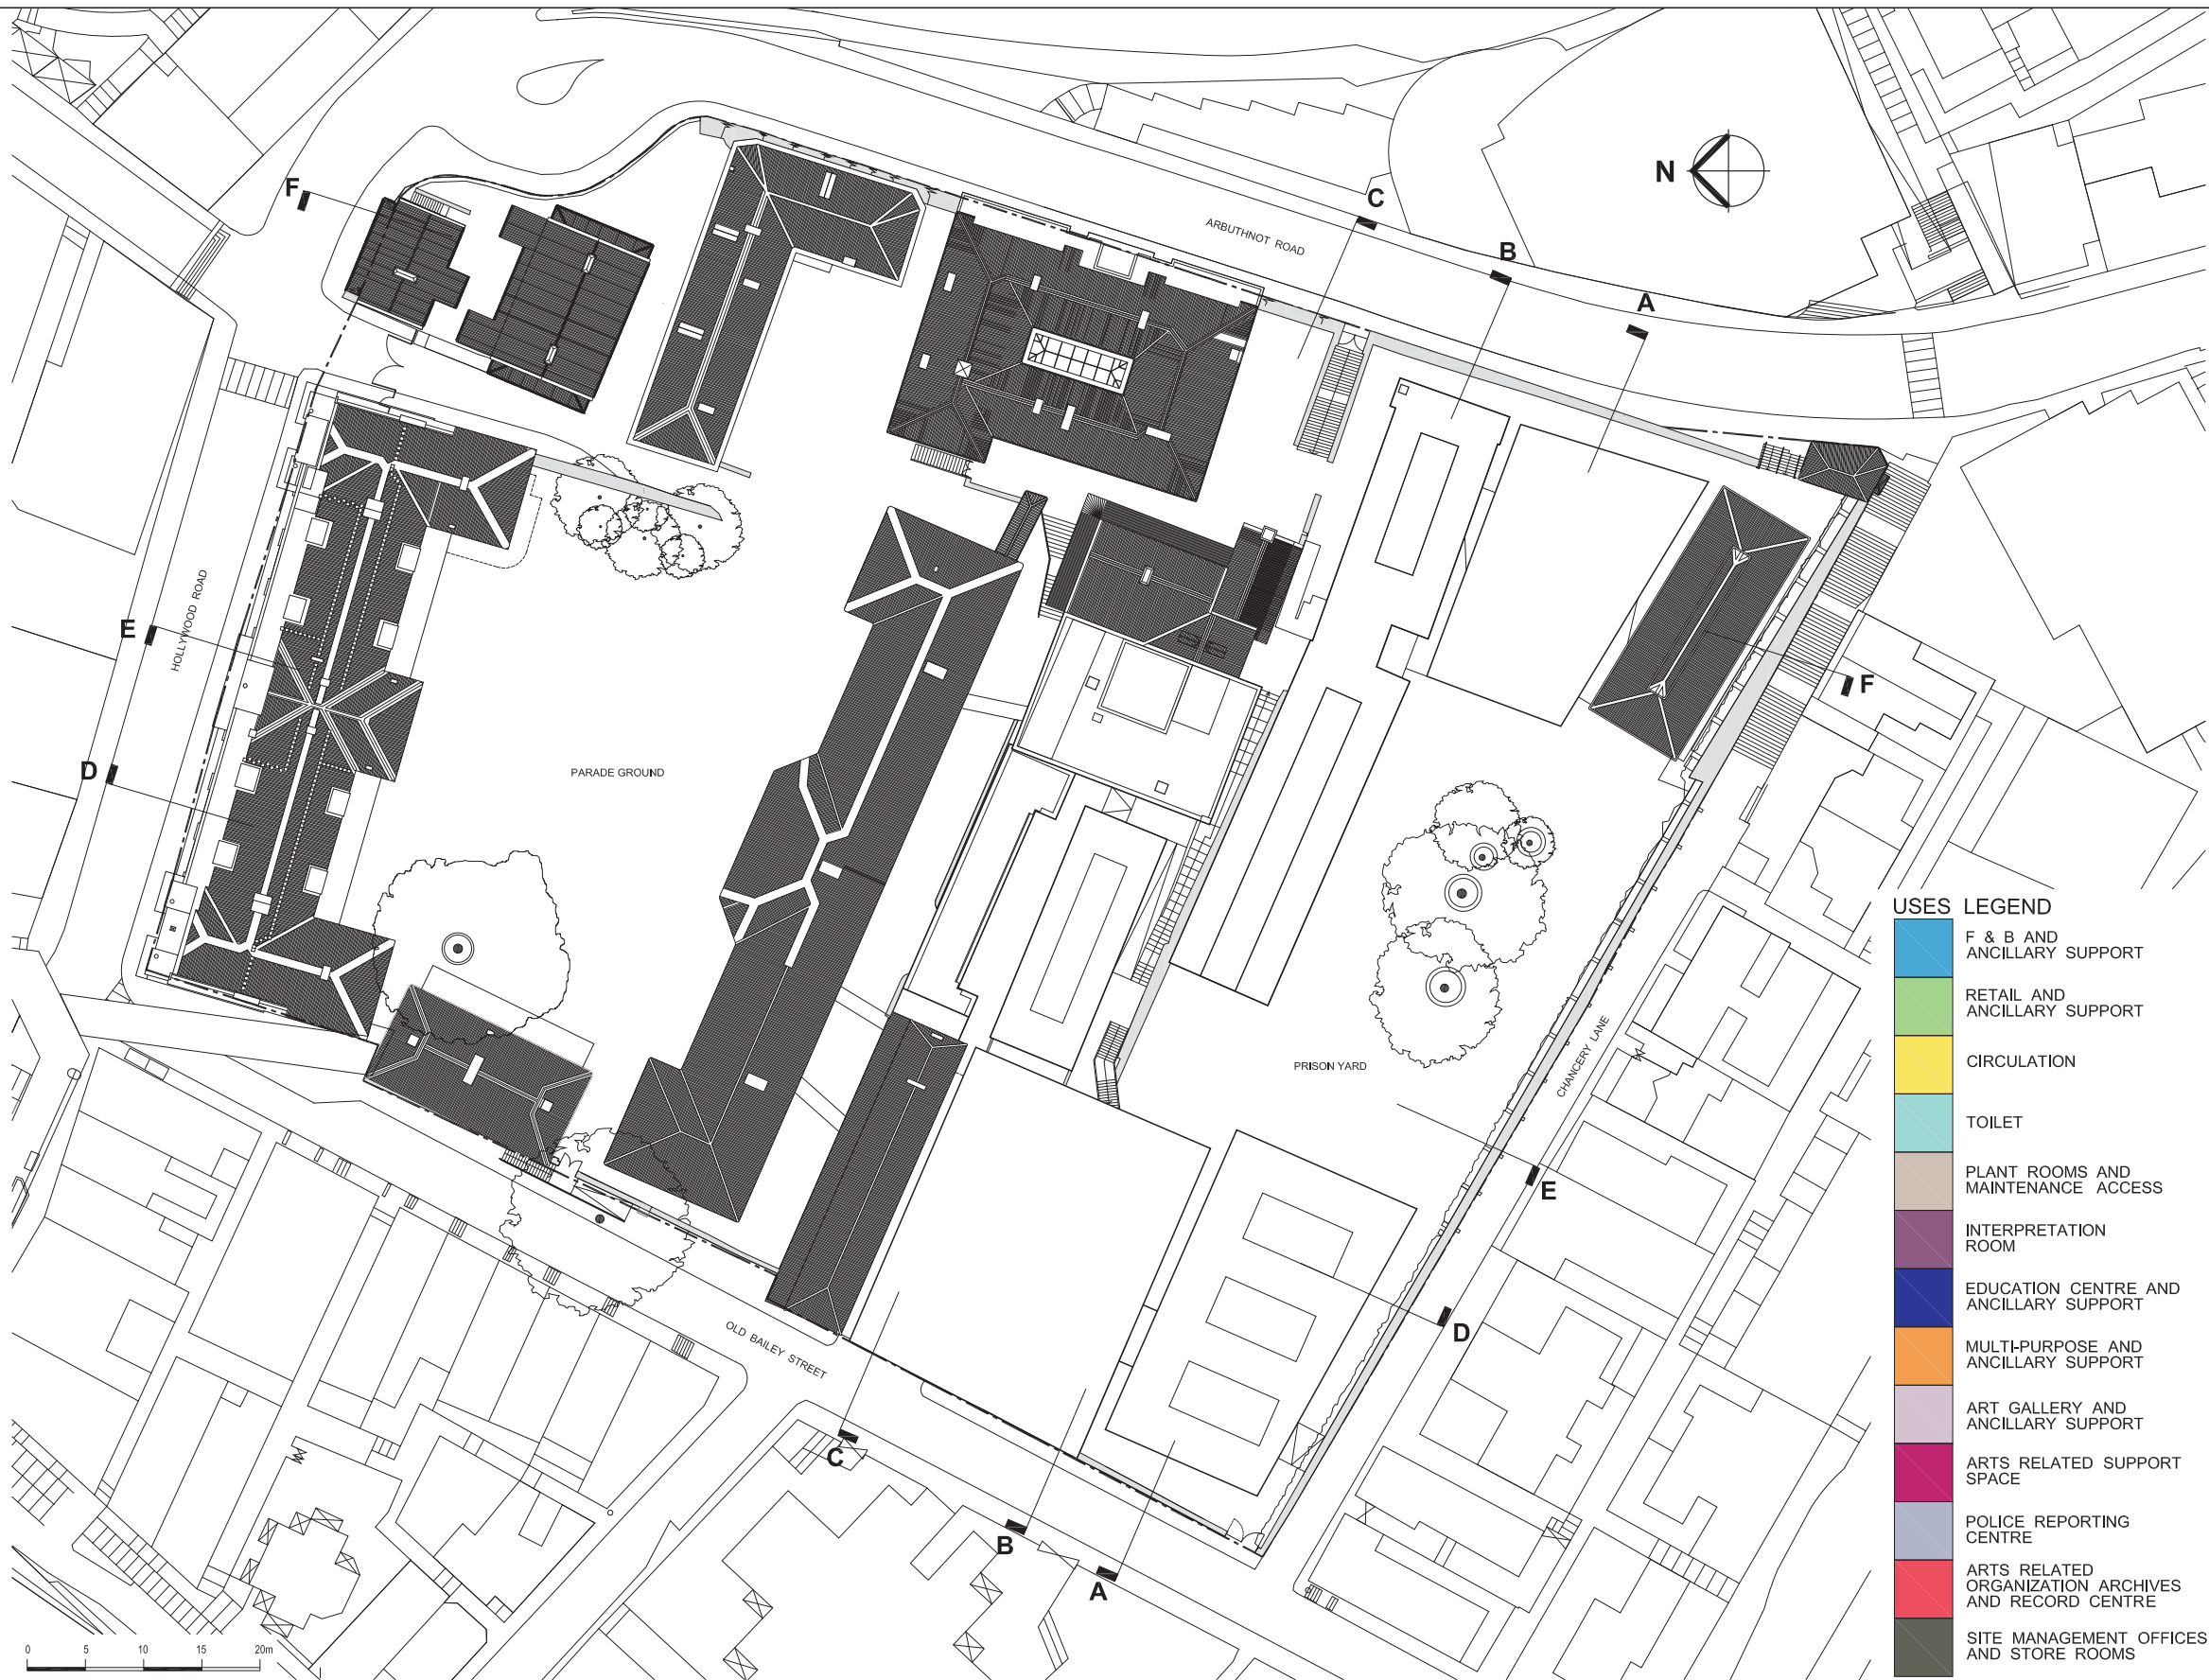 F
N
C
ARBUTHNOT ROAD
B
A
HOLLYWOOD ROAD
E
F
D
PARADE GROUND
USES LEGEND
F & B AND
ANCILLARY SUPPORT
RETAIL AND
ANCILLARY SUPPORT
CIRCULATION
TOILET
PLANT ROOMS AND
MAINTENANCE ACCESS
INTERPRETATION
ROOM
EDUCATION CENTRE AND
ANCILLARY SUPPORT
MULTI-PURPOSE AND
ANCILLARY SUPPORT
ART GALLERY AND
ANCILLARY SUPPORT
ARTS RELATED SUPPORT
SPACE
POLICE REPORTING
CENTRE
ARTS RELATED
ORGANIZATION ARCHIVES
AND RECORD CENTRE
SITE MANAGEMENT OFFICES
AND STORE ROOMS
PRISON YARD
CHANCERY LANE
E
D
OLD BAILEY STREET
C
B
A
0 5 10 15 20m